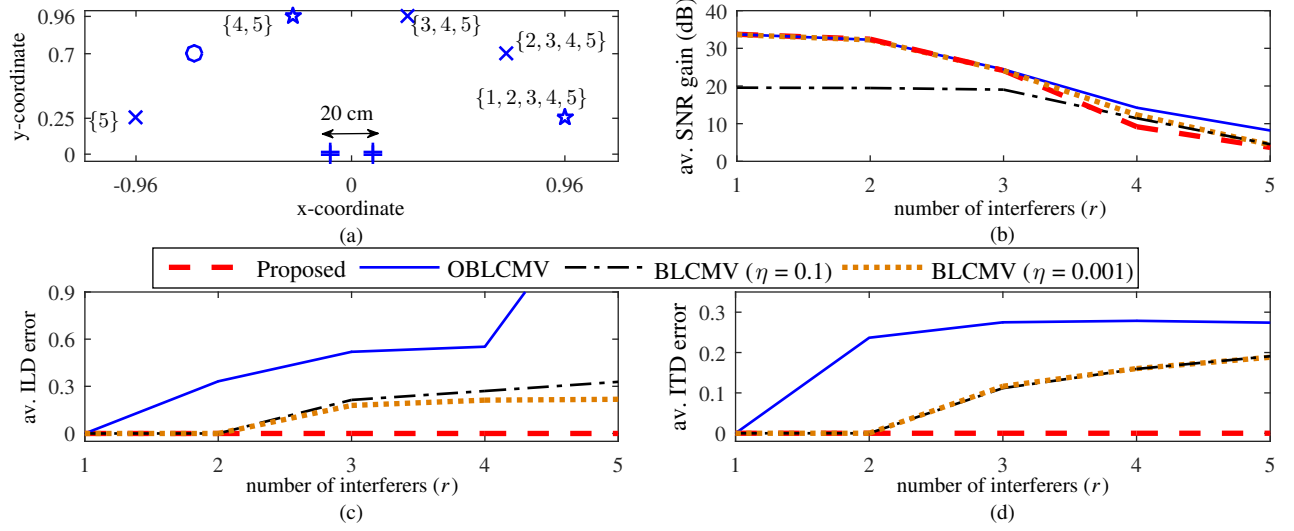 0.96
0.7
0.25
0
y-coordinate
{4, 5}
{3, 4, 5}
{2, 3, 4, 5}
{1, 2, 3, 4, 5}
{5}
20 cm
-0.96 0 0.96
x-coordinate
(a)
40
30
20
10
0
av. SNR gain (dB)
1 2 3 4 5
number of interferers (r)
(b)
Proposed OBLCMV BLCMV (η = 0.1) BLCMV (η = 0.001)
0.9
0.6
0.3
0
av. ILD error
1 2 3 4 5
number of interferers (r)
(c)
0.3
0.2
0.1
0
av. ITD error
1 2 3 4 5
number of interferers (r)
(d)